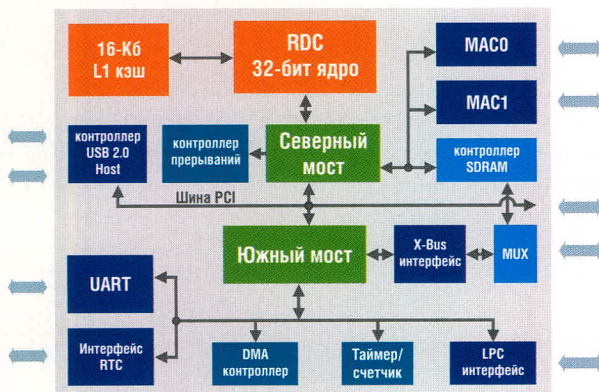 16-Кб
L1 кэш
RDC
32-бит ядро
MAC0
MAC1
контроллер
USB 2.0
Host
контроллер
прерываний
Северный
мост
контроллер
SDRAM
Шина PCI
Южный мост
X-Bus
интерфейс
MUX
UART
Интерфейс
RTC
DMA
контроллер
Таймер/
счетчик
LPC
интерфейс